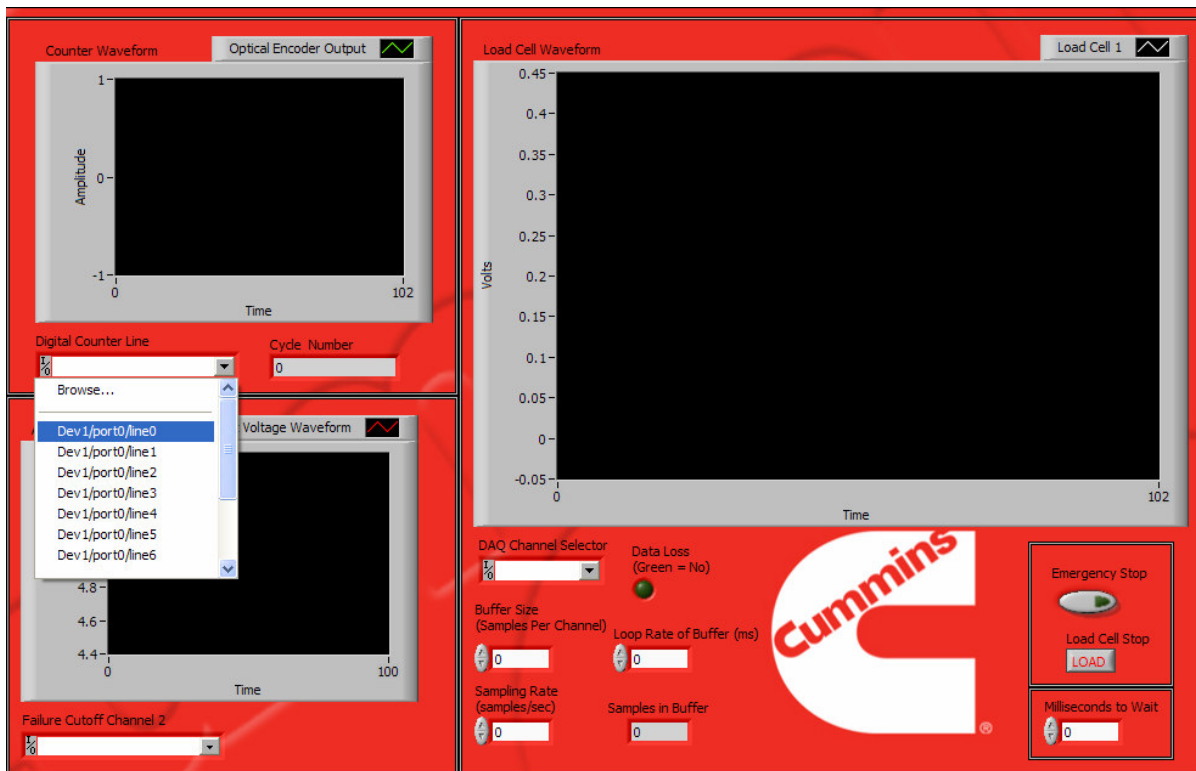 Counter Waveform
Optical Encoder Output
1
0
-1
Amplitude
0
102
Time
Digital Counter Line
Cycle Number
0
Browse...
Dev1/port0/line0
Dev1/port0/line1
Dev1/port0/line2
Dev1/port0/line3
Dev1/port0/line4
Dev1/port0/line5
Dev1/port0/line6
Voltage Waveform
4.8
4.6
4.4
0
100
Time
Failure Cutoff Channel 2
Load Cell Waveform
Load Cell 1
0.45
0.4
0.35
0.3
0.25
0.2
0.15
0.1
0.05
0
-0.05
Volts
0
102
Time
DAQ Channel Selector
Data Loss
(Green = No)
Buffer Size
(Samples Per Channel)
0
Loop Rate of Buffer (ms)
0
Sampling Rate
(samples/sec)
0
Samples in Buffer
0
Cummins
®
Emergency Stop
Load Cell Stop
LOAD
Milliseconds to Wait
0